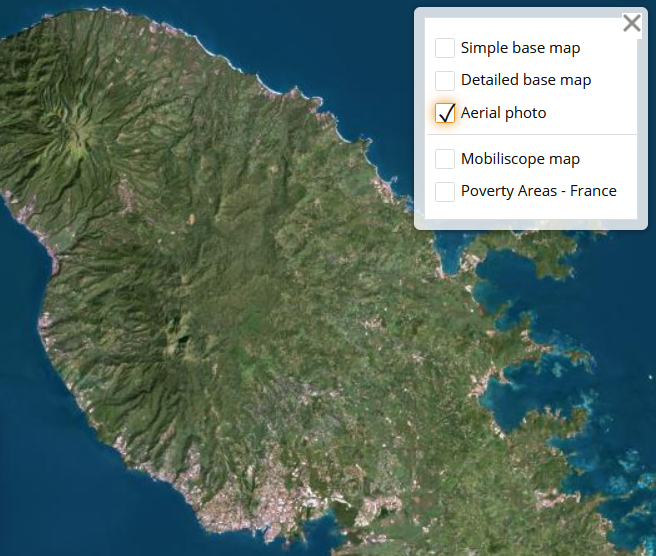 Simple base map
Detailed base map
Aerial photo
Mobiliscope map
Poverty Areas - France